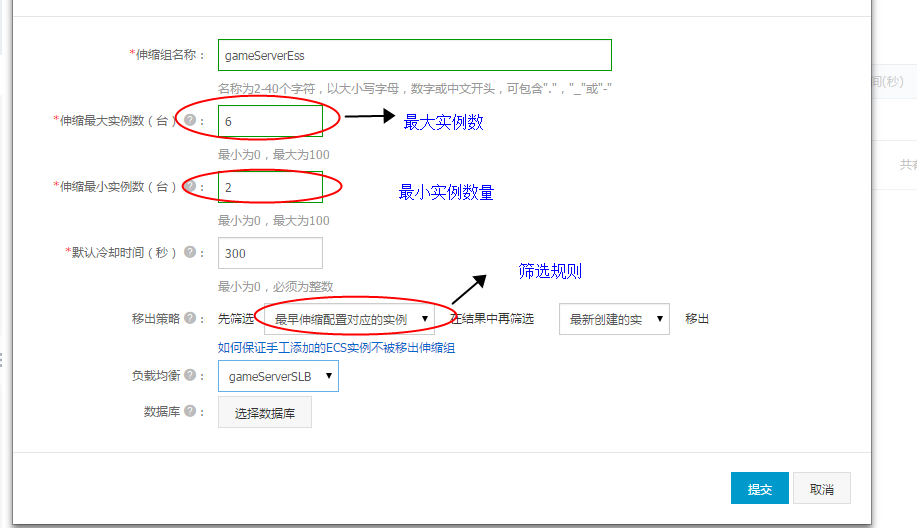 *伸缩组名称： gameServerEss
名称为2-40个字符，以大小写字母，数字或中文开头，可包含"."，"_"或"-"
间(秒)
*伸缩最大实例数（台）?： 6 最大实例数
最小为0，最大为100
共有
*伸缩最小实例数（台）?： 2 最小实例数量
最小为0，最大为100
*默认冷却时间（秒）?： 300
最小为0，必须为整数
筛选规则
移出策略?： 先筛选 最早伸缩配置对应的实例 在结果中再筛选 最新创建的实 移出
如何保证手工添加的ECS实例不被移出伸缩组
负载均衡?： gameServerSLB
数据库?： 选择数据库
提交 取消